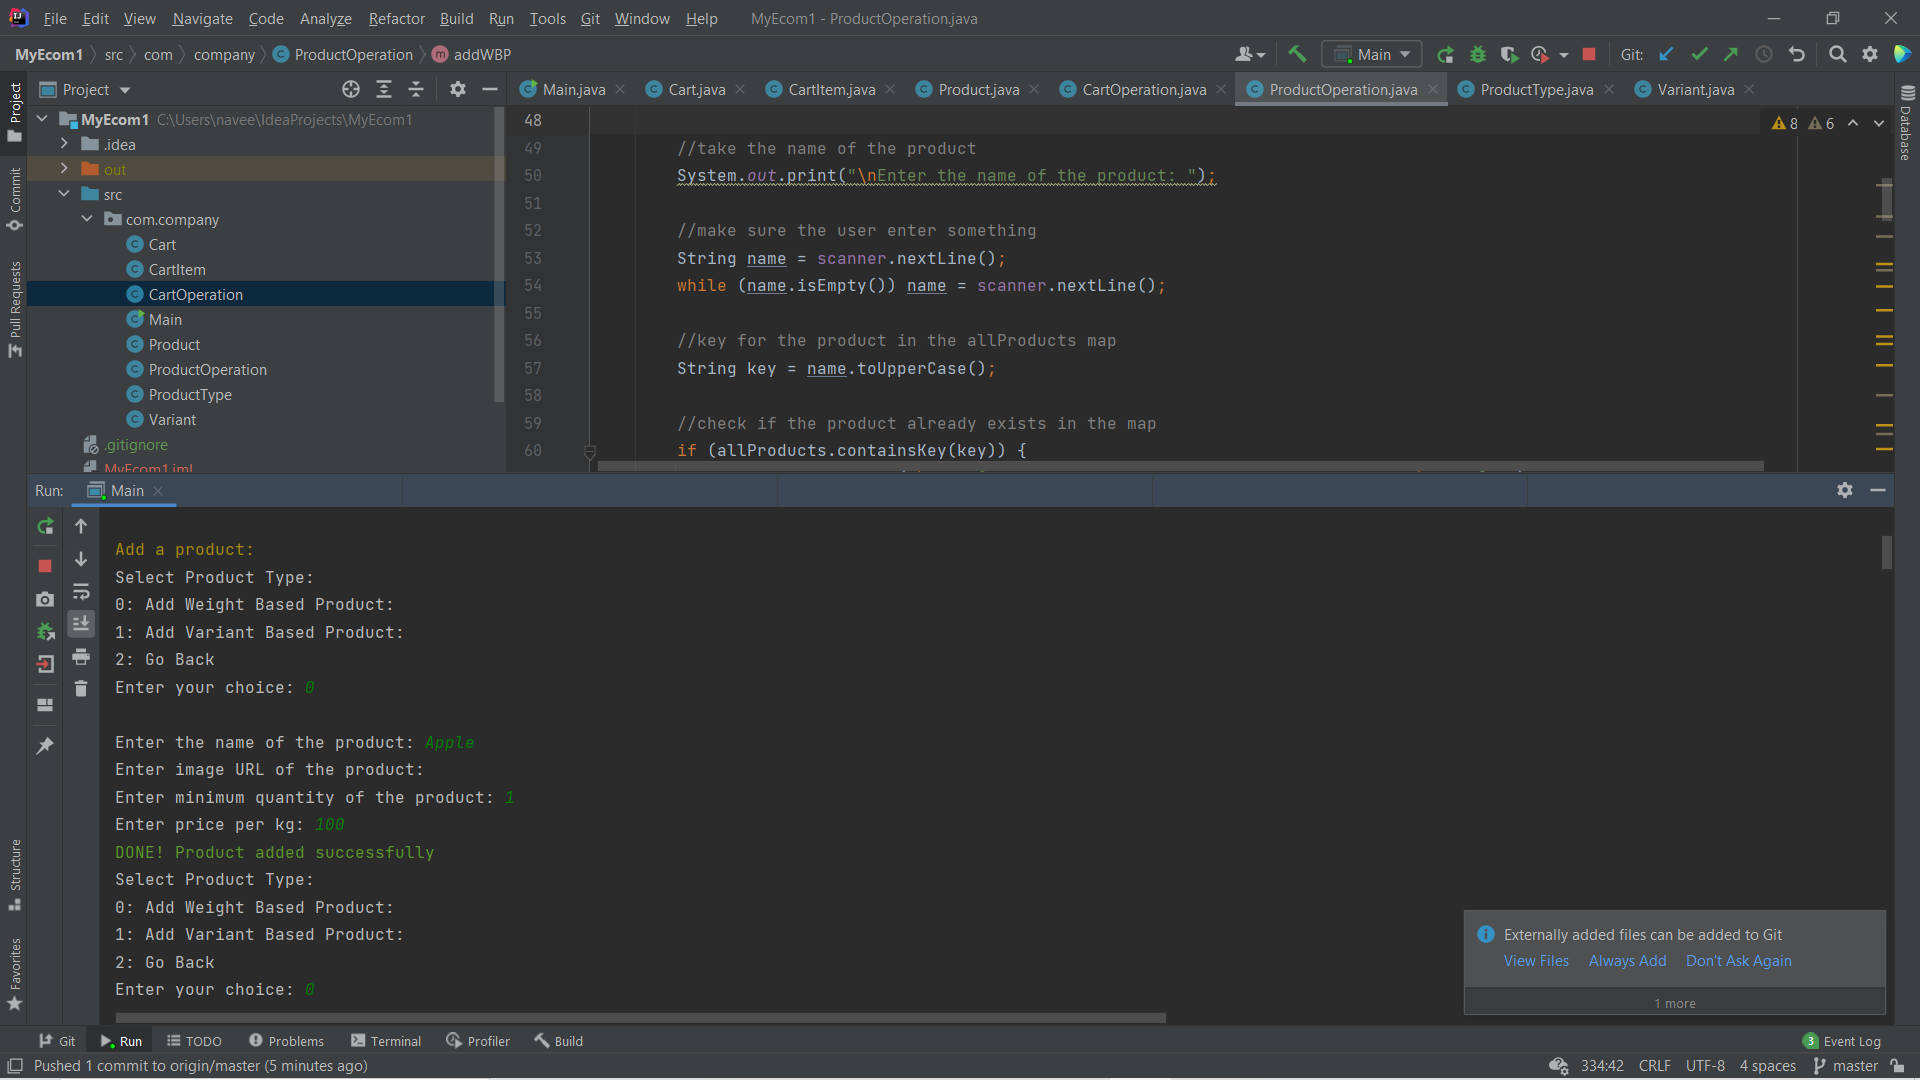 File Edit View Navigate Code Analyze Refactor Build Run Tools Git Window Help MyEcom1 - ProductOperation.java
MyEcom1 src com company ProductOperation addWBP Main Git:
Project
Main.java Cart.java CartItem.java Product.java CartOperation.java ProductOperation.java ProductType.java Variant.java
MyEcom1 C:\Users\navee\IdeaProjects\MyEcom1
.idea
out
src
com.company
Cart
CartItem
CartOperation
Main
Product
ProductOperation
ProductType
Variant
.gitignore
MyEcom1.iml
8 6
48
49 //take the name of the product
50 System.out.print("\nEnter the name of the product: ");
51
52 //make sure the user enter something
53 String name = scanner.nextLine();
54 while (name.isEmpty()) name = scanner.nextLine();
55
56 //key for the product in the allProducts map
57 String key = name.toUpperCase();
58
59 //check if the product already exists in the map
60 if (allProducts.containsKey(key)) {
Project
Commit
Pull Requests
Structure
Favorites
Database
Run: Main
Add a product:
Select Product Type:
0: Add Weight Based Product:
1: Add Variant Based Product:
2: Go Back
Enter your choice: 0
Enter the name of the product: Apple
Enter image URL of the product:
Enter minimum quantity of the product: 1
Enter price per kg: 100
DONE! Product added successfully
Select Product Type:
0: Add Weight Based Product:
1: Add Variant Based Product:
2: Go Back
Enter your choice: 0
Externally added files can be added to Git
View Files Always Add Don't Ask Again
1 more
Git Run TODO Problems Terminal Profiler Build 3 Event Log
Pushed 1 commit to origin/master (5 minutes ago) 334:42 CRLF UTF-8 4 spaces master